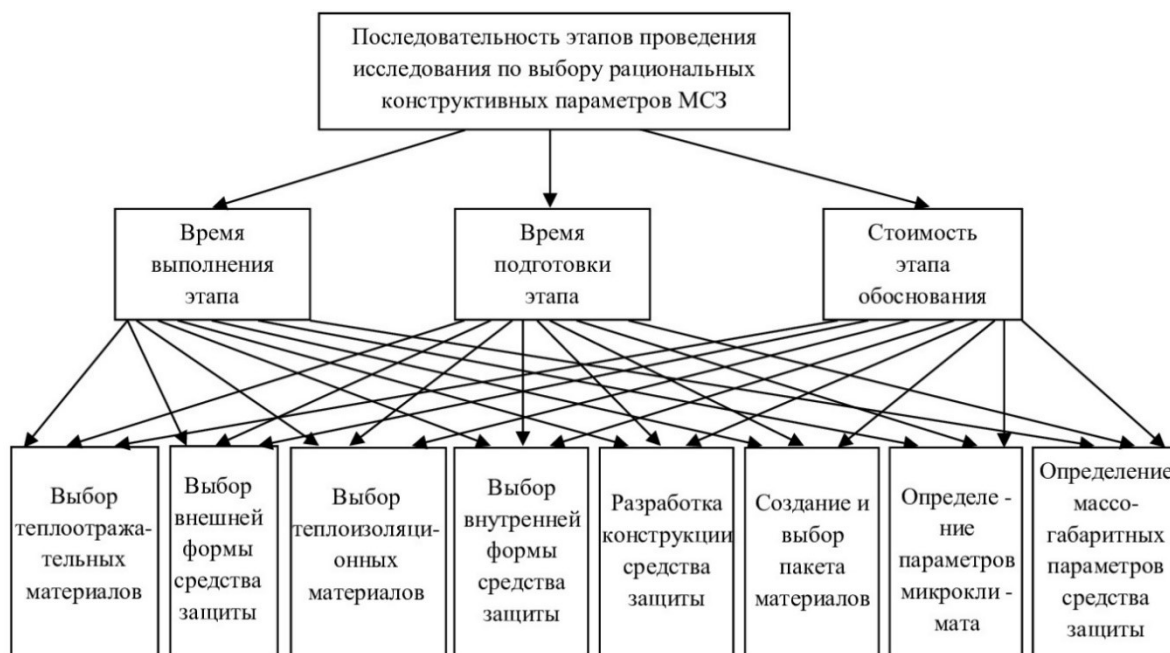 Последовательность этапов проведения
исследования по выбору рациональных
конструктивных параметров МСЗ
Время
выполнения
этапа
Время
подготовки
этапа
Стоимость
этапа
обоснования
Выбор
теплоотража-
тельных
материалов
Выбор
внешней
формы
средства
защиты
Выбор
теплоизоляци-
онных
материалов
Выбор
внутренней
формы
средства
защиты
Разработка
конструкции
средства
защиты
Создание и
выбор
пакета
материалов
Определе -
ние
параметров
микрокли -
мата
Определение
массо-
габаритных
параметров
средства
защиты